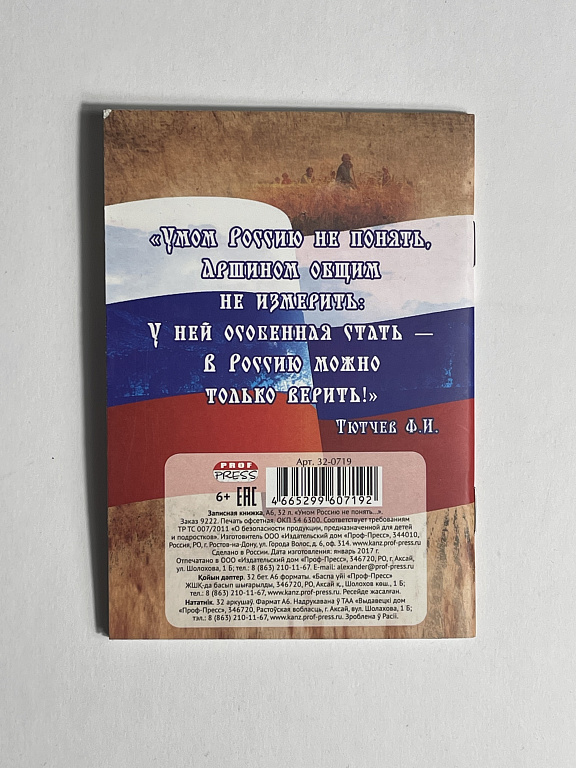 «Умом Россию не понять,
Аршином общим
не измерить:
У ней особенная стать —
в Россию можно
только верить!»
Тютчев Ф.И.
Арт. 32-0719
PROF
PRESS
6+ EAC
4 665299 607192
Записная книжка, А6, 32 л. «Умом Россию не понять...».
Заказ 9222. Печать офсетная. ОКП 54 6300. Соответствует требованиям
ТР ТС 007/2011 «О безопасности продукции, предназначенной для детей
и подростков». Изготовитель ООО «Издательский дом «Проф-Пресс», 344010,
Россия, РО, г. Ростов-на-Дону, ул. Города Волос, д. 6, оф. 314. www.kanz.prof-press.ru
Сделано в России. Дата изготовления: январь 2017 г.
Отпечатано в ООО «Издательский дом «Проф-Пресс», 346720, РО, г. Аксай,
ул. Шолохова, 1 Б; тел.: 8 (863) 210-11-67. E-mail: alexander@prof-press.ru
Қойын дәптер. 32 бет. А6 форматы. «Баспа үйі «Проф-Пресс»
ЖШҚ-да басып шығарылды, 346720, РО, Ақсай қ., Шолохов көш., 1 Б;
тел.: 8 (863) 210-11-67, www.kanz.prof-press.ru. Ресейде жасалған.
Нататнік. 32 аркушаў. Фармат А6. Надрукавана ў ТАА «Выдавецкі дом
«Проф-Пресс», 346720, Растоўская вобласць, г. Аксай, вул. Шолахова, 1 Б;
тэл.: 8 (863) 210-11-67, www.kanz.prof-press.ru. Зроблена ў Расіі.